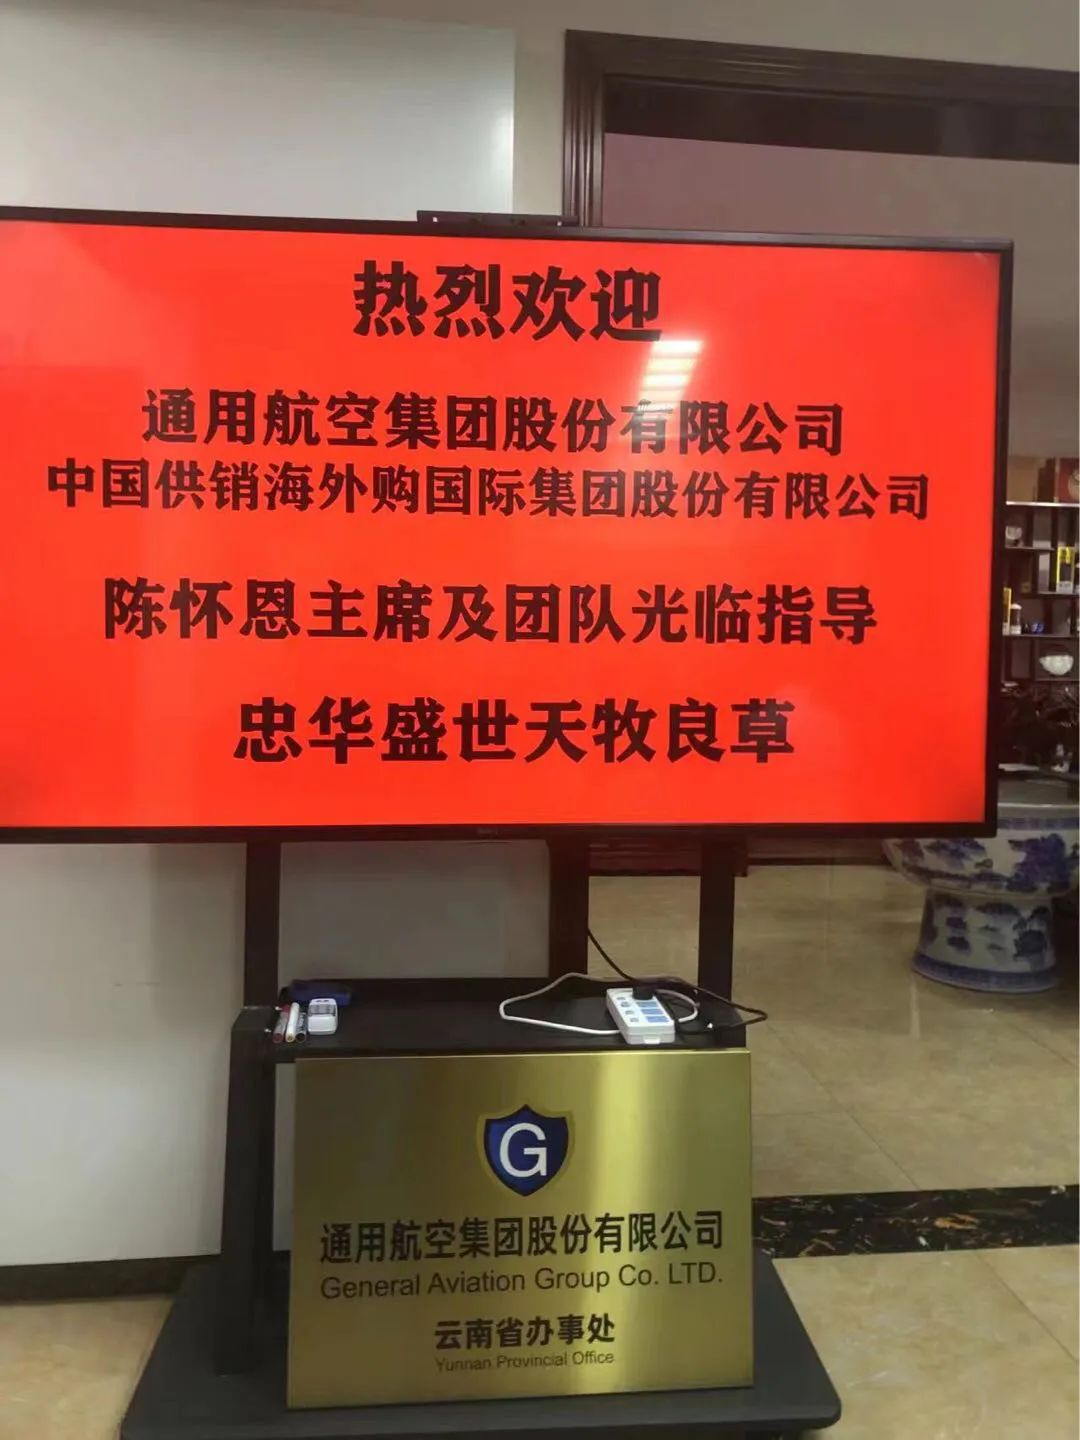 热烈欢迎
通用航空集团股份有限公司
中国供销海外购国际集团股份有限公司
陈怀恩主席及团队光临指导
忠华盛世天牧良草
G
通用航空集团股份有限公司
General Aviation Group Co. LTD.
云南省办事处
Yunnan Provincial Office